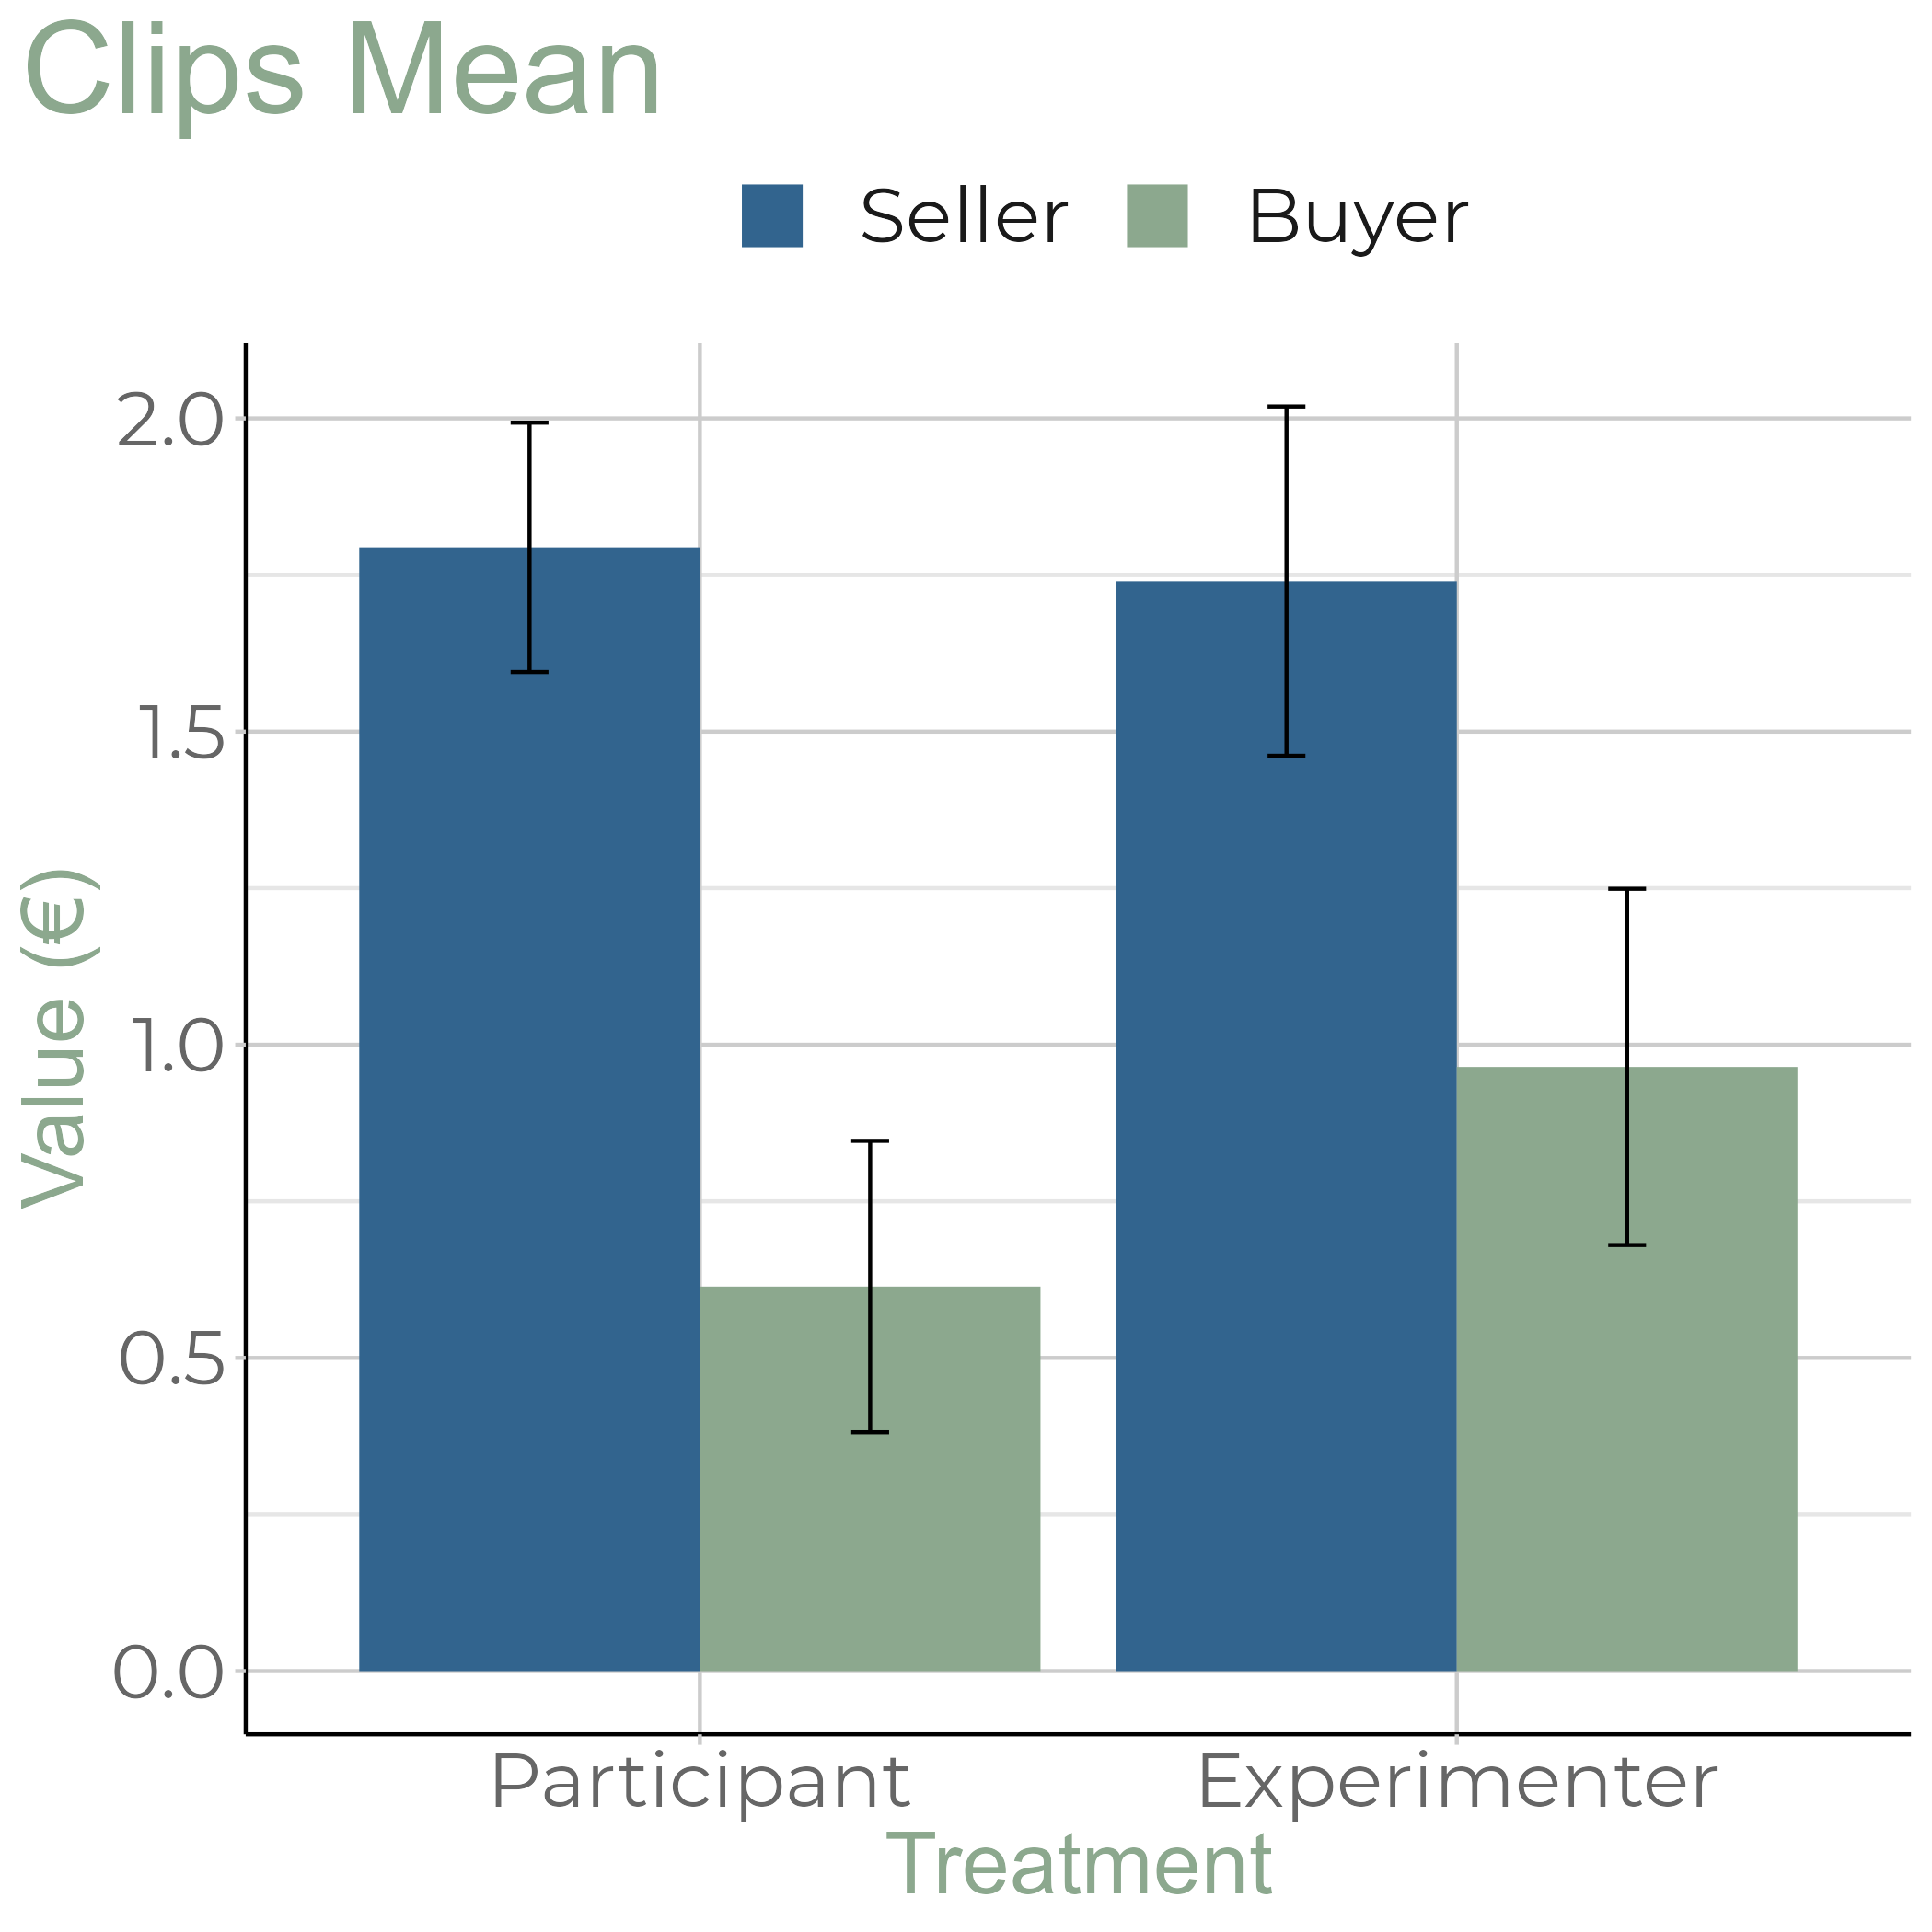 Clips Mean
Seller Buyer
2.0
1.5
1.0
0.5
0.0
Value (€)
Participant Experimenter
Treatment